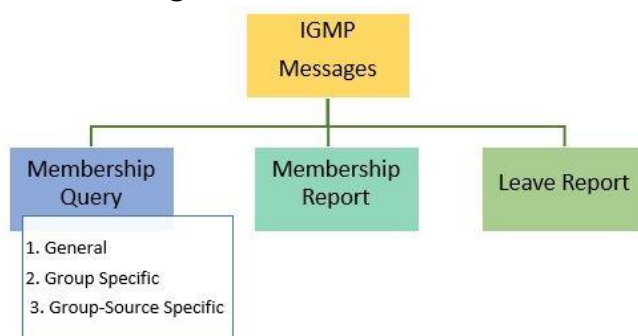 IGMP
Messages
Membership
Query
Membership
Report
Leave Report
1. General
2. Group Specific
3. Group-Source Specific